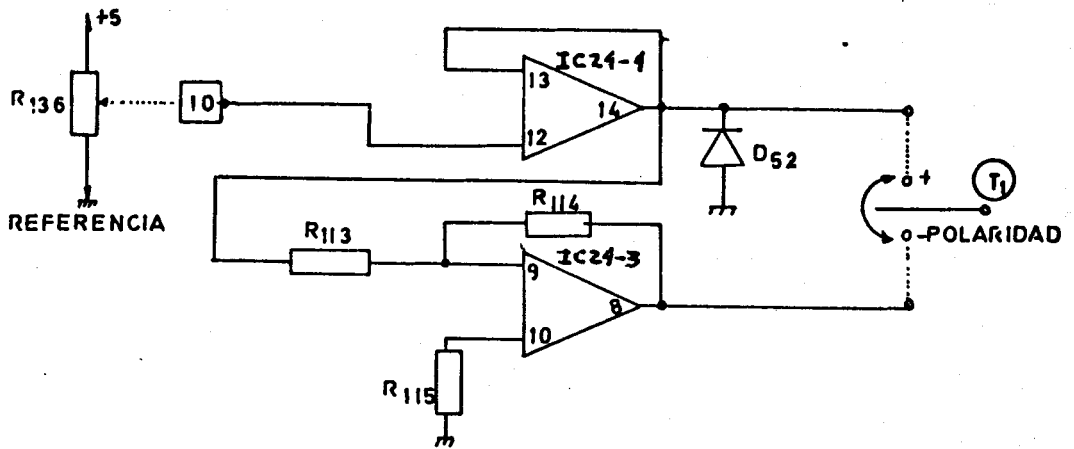 +5
R136
10
REFERENCIA
IC24-4
13
14
12
D52
+
T1
-POLARIDAD
R113
R114
IC24-3
9
8
10
R115